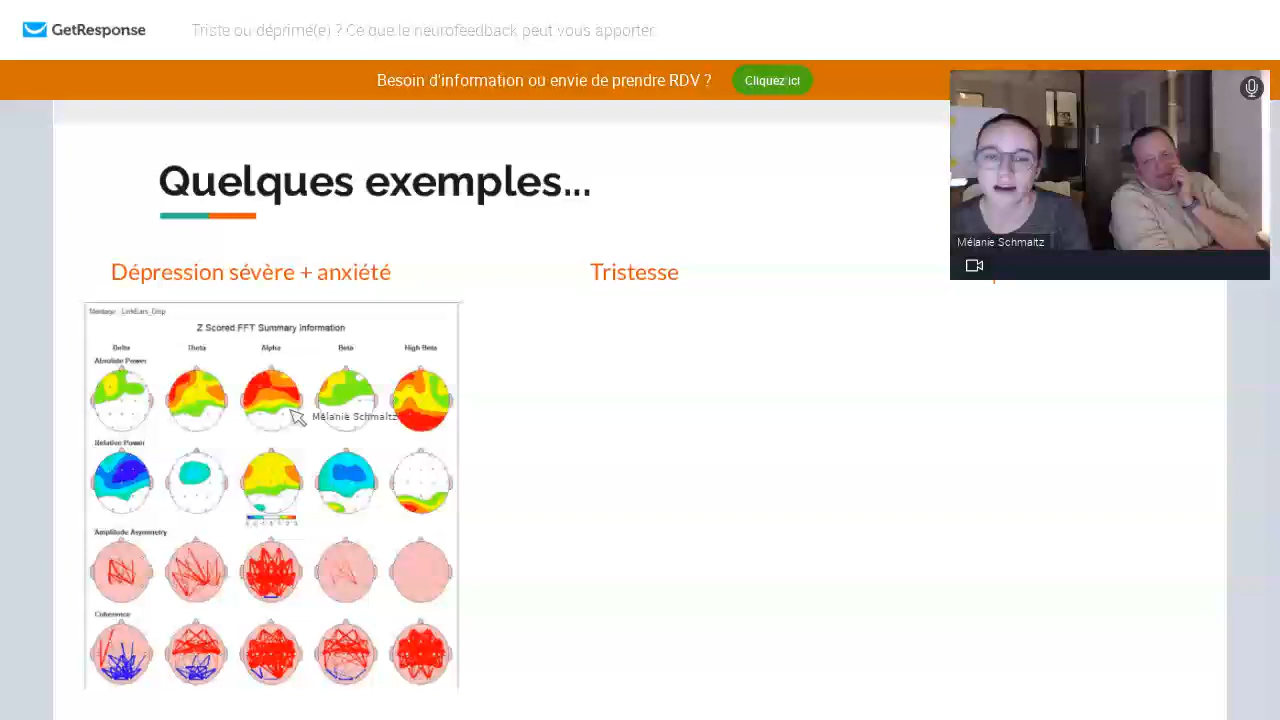 GetResponse
Triste ou déprimé(e) ? Ce que le neurofeedback peut vous apporter
Besoin d'information ou envie de prendre RDV ?
Cliquez ici
Quelques exemples...
Mélanie Schmaltz
Dépression sévère + anxiété
Tristesse
Montage: LinkEars_Disp
Z Scored FFT Summary Information
Delta
Theta
Alpha
Beta
High Beta
Absolute Power
Mélanie Schmaltz
Relative Power
Amplitude Asymmetry
Coherence